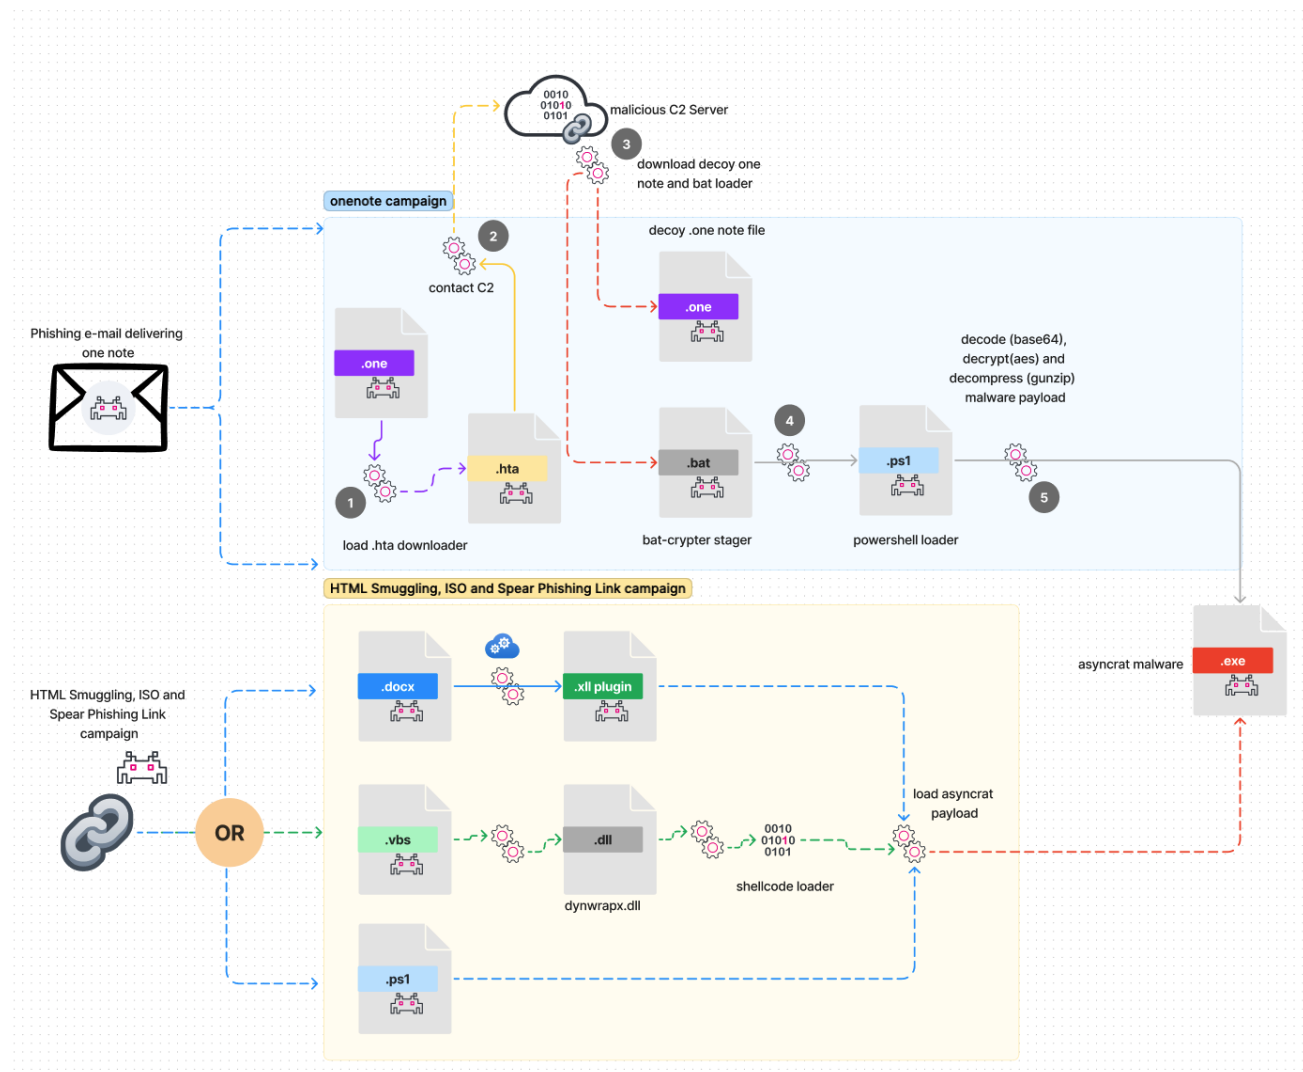 0010
01010
0101
malicious C2 Server
3
download decoy one
note and bat loader
onenote campaign
2
contact C2
decoy .one note file
.one
.one
Phishing e-mail delivering
one note
decode (base64),
decrypt(aes) and
decompress (gunzip)
malware payload
4
.hta
.bat
.ps1
1
5
load .hta downloader
bat-crypter stager
powershell loader
HTML Smuggling, ISO and Spear Phishing Link campaign
asyncrat malware
.exe
.docx
.xll plugin
HTML Smuggling, ISO and
Spear Phishing Link
campaign
load asyncrat
payload
OR
.vbs
.dll
0010
01010
0101
shellcode loader
dynwrapx.dll
.ps1